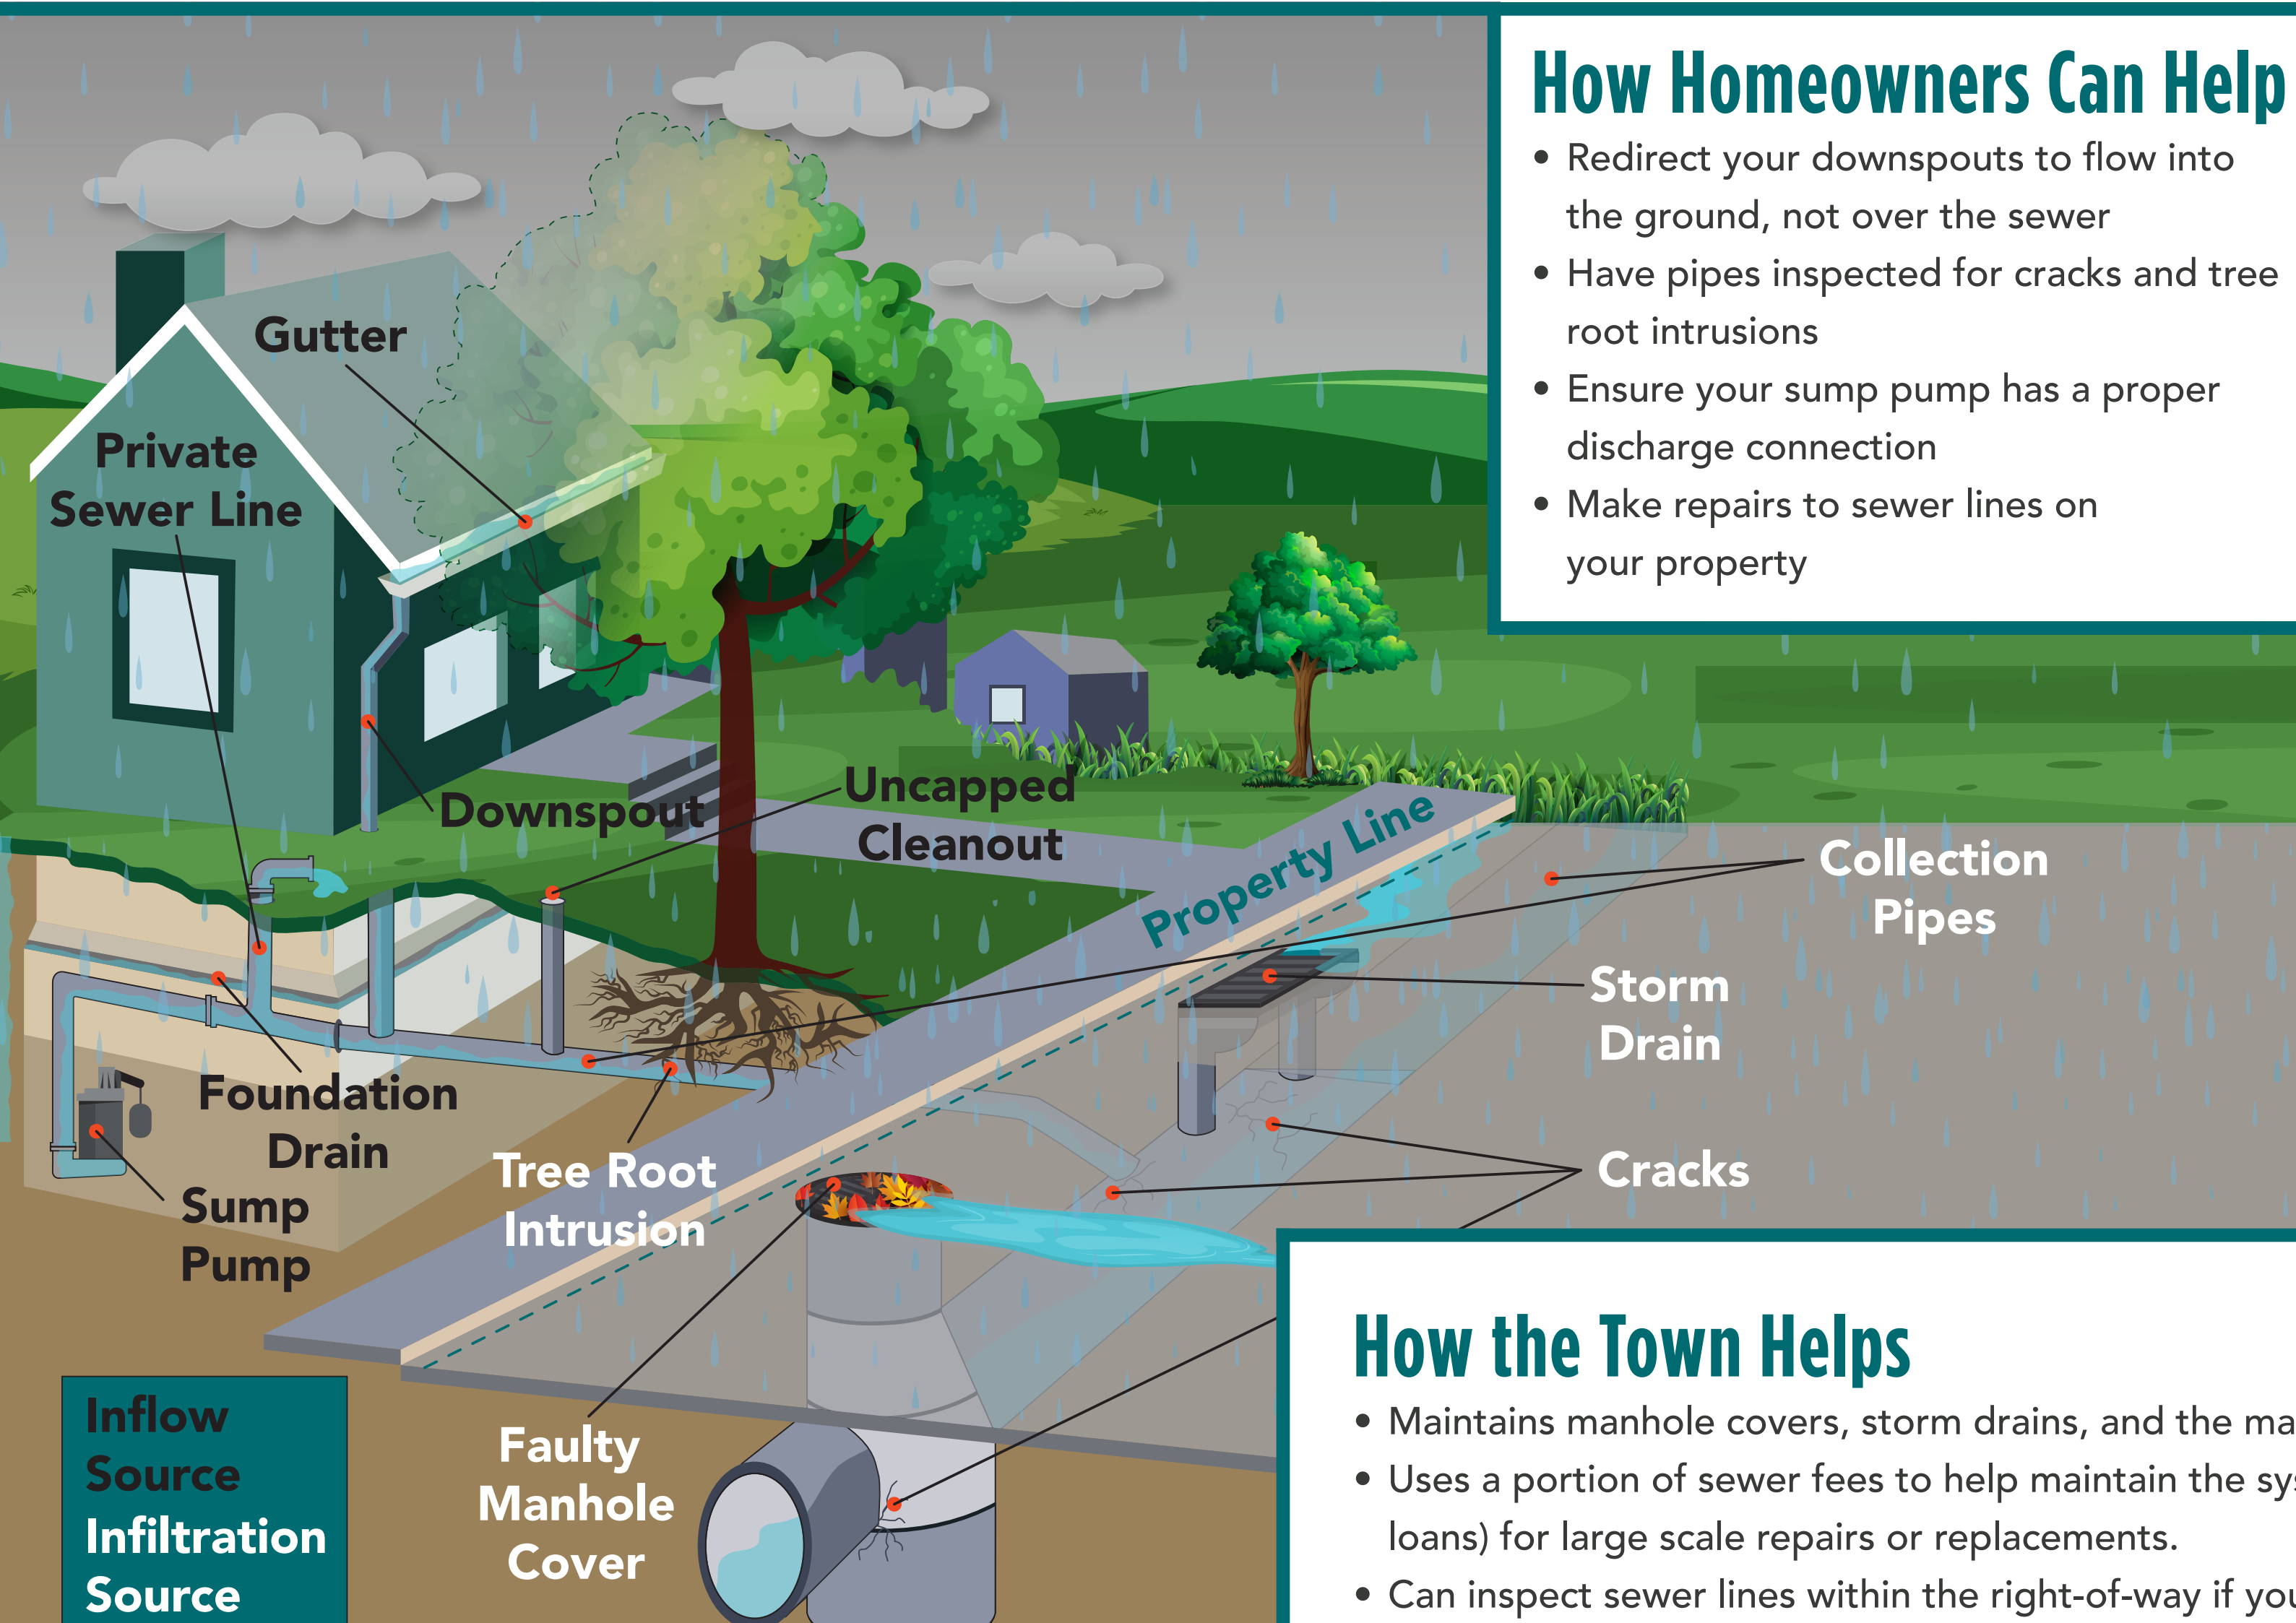 How Homeowners Can Help
• Redirect your downspouts to flow into
the ground, not over the sewer
• Have pipes inspected for cracks and tree
root intrusions
• Ensure your sump pump has a proper
discharge connection
• Make repairs to sewer lines on
your property
Gutter
Private
Sewer Line
Downspout
Uncapped
Cleanout
Property Line
Collection
Pipes
Storm
Drain
Cracks
Foundation
Drain
Sump
Pump
Tree Root
Intrusion
Faulty
Manhole
Cover
Inflow
Source
Infiltration
Source
How the Town Helps
• Maintains manhole covers, storm drains, and the
• Uses a portion of sewer fees to help maintain the
loans) for large scale repairs or replacements.
• Can inspect sewer lines within the right-of-way if